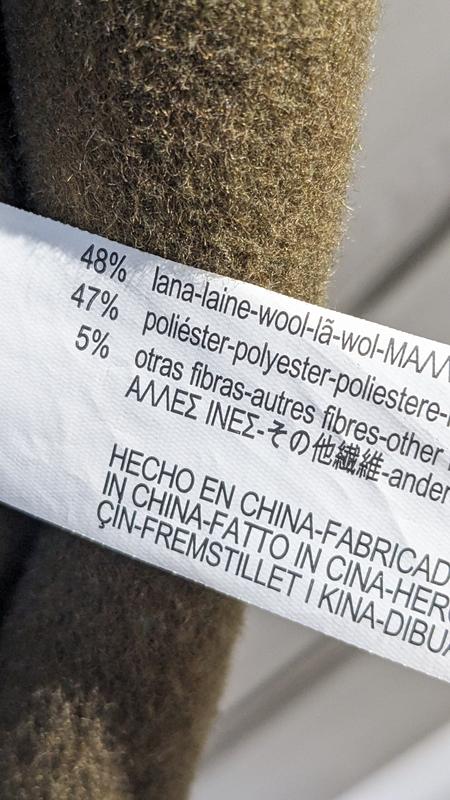 48% lana-laine-wool-lã-wol-ΜΑΛΛ
47% poliéster-polyester-poliestere-
5% otras fibras-autres fibres-other
ΑΛΛΕΣ ΙΝΕΣ-その他繊維-ander
HECHO EN CHINA-FABRICAD
IN CHINA-FATTO IN CINA-HER
ÇIN-FREMSTILLET I KINA-DIBUA